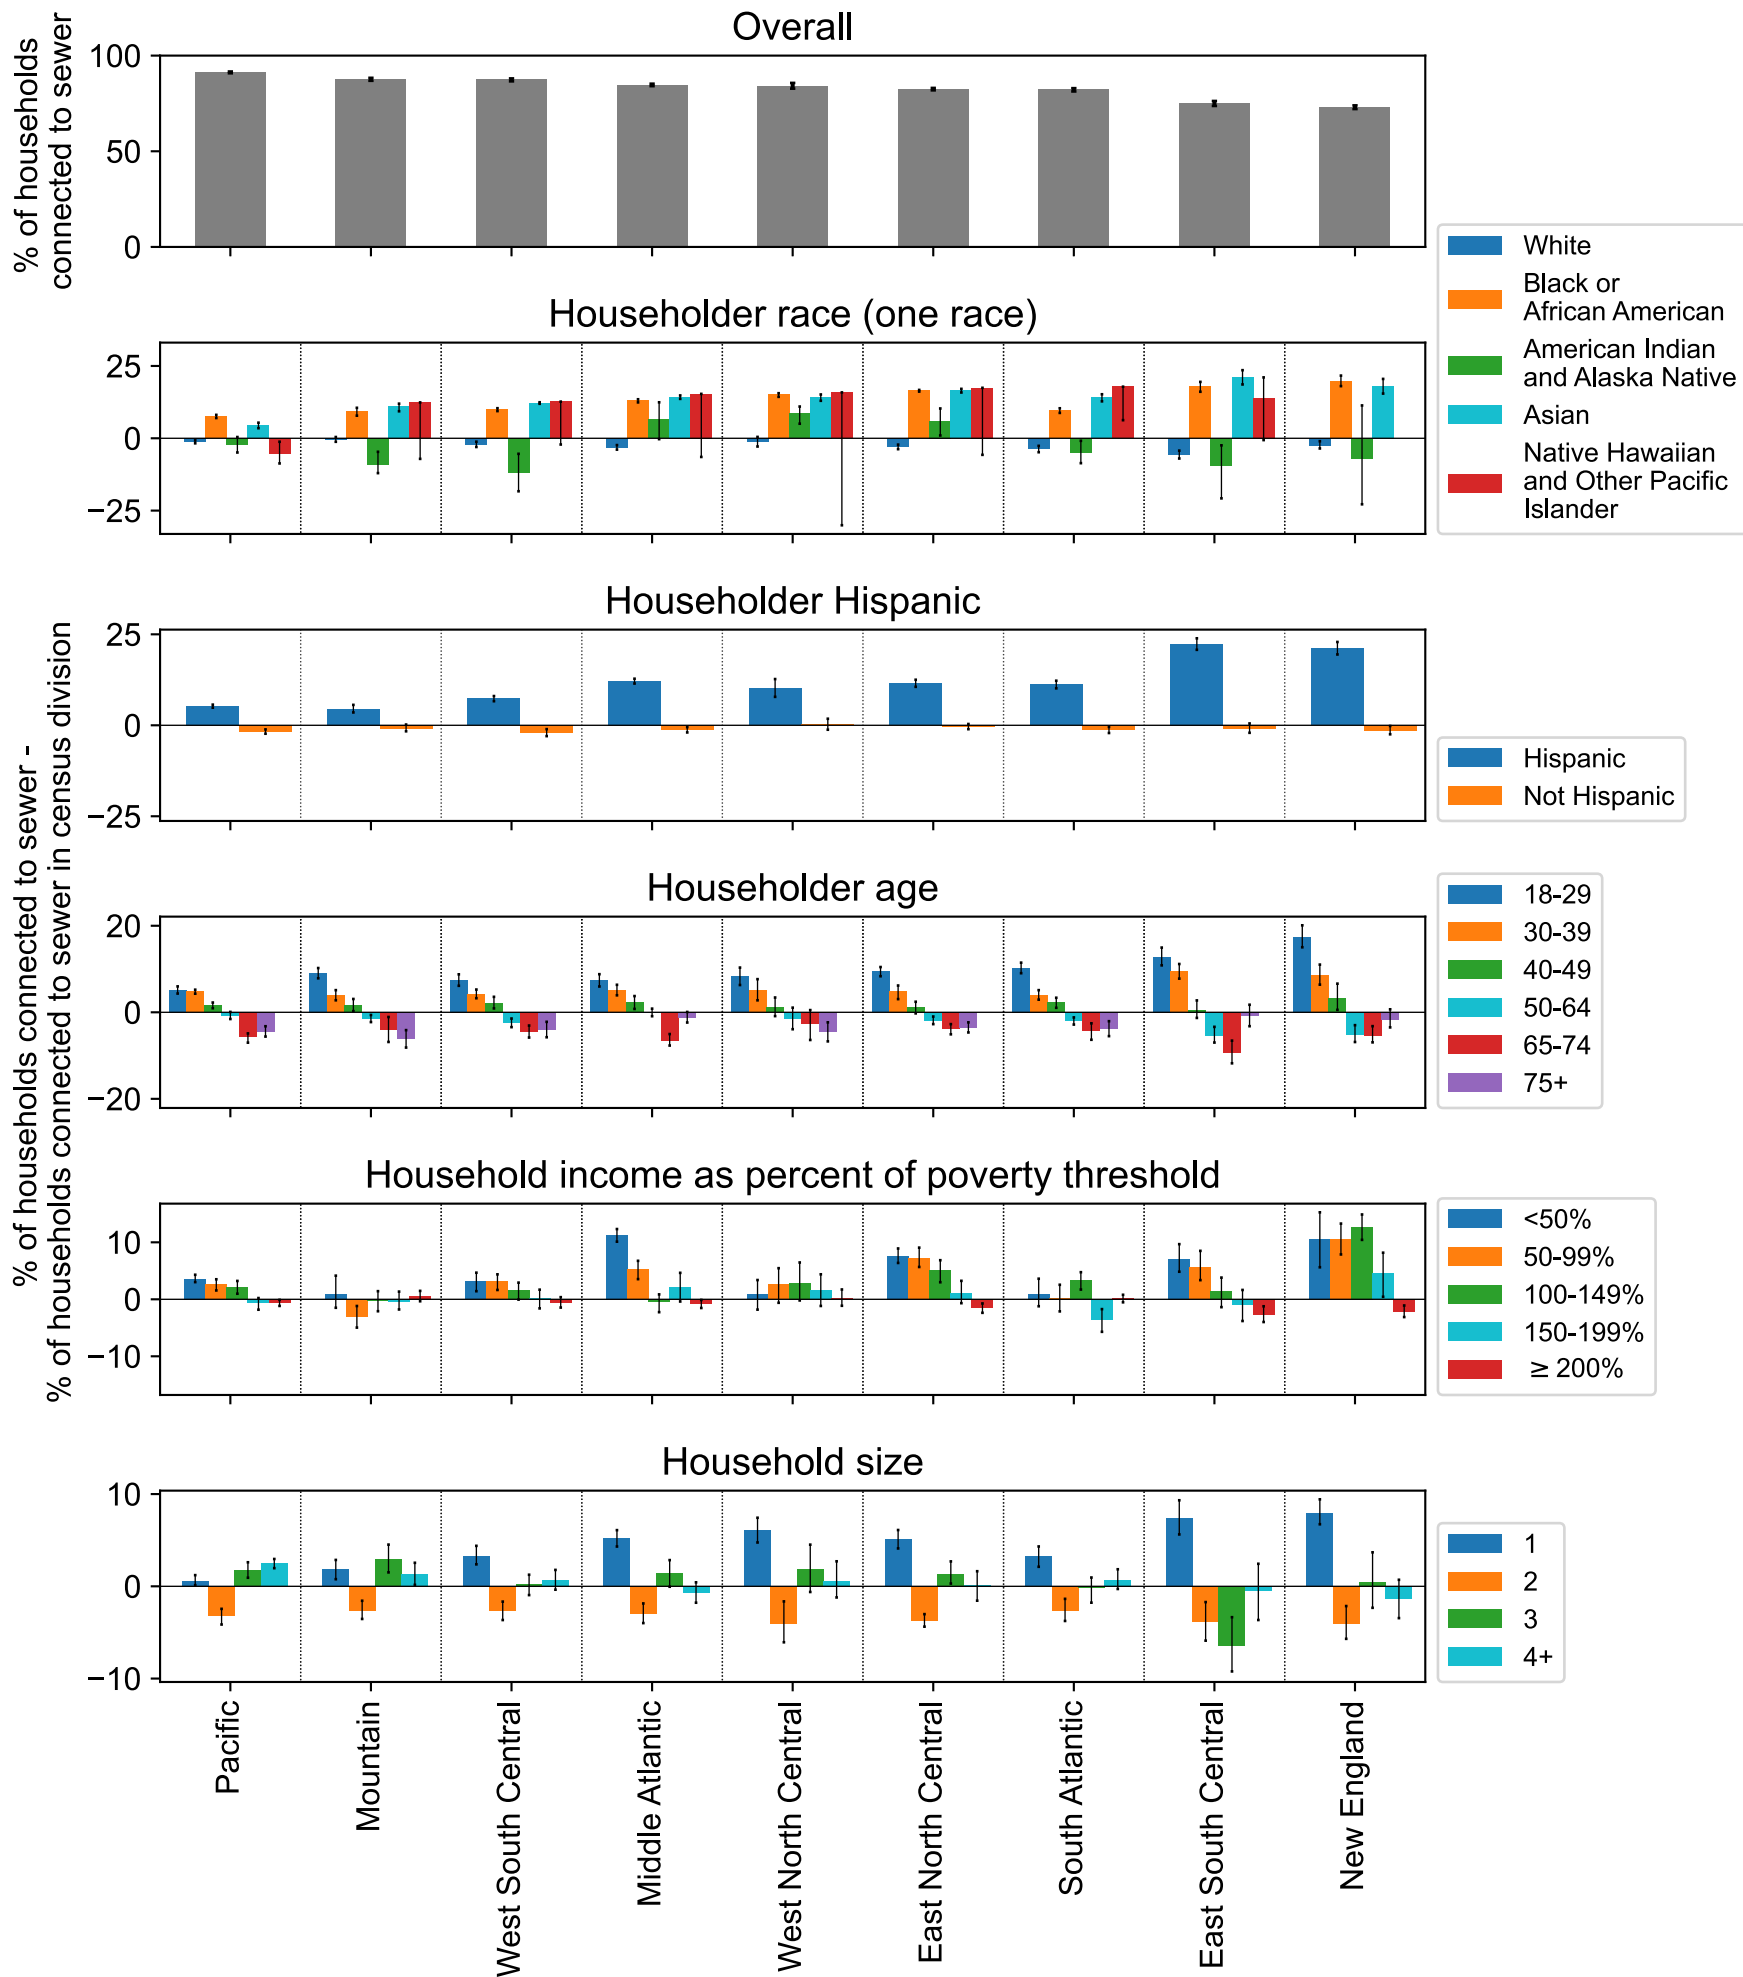 Overall
% of households
connected to sewer
100
50
0
Householder race (one race)
25
0
−25
White
Black or
African American
American Indian
and Alaska Native
Asian
Native Hawaiian
and Other Pacific
Islander
% of households connected to sewer -
% of households connected to sewer in census division
Householder Hispanic
25
0
−25
Hispanic
Not Hispanic
Householder age
20
0
−20
18-29
30-39
40-49
50-64
65-74
75+
Household income as percent of poverty threshold
10
0
−10
<50%
50-99%
100-149%
150-199%
≥ 200%
Household size
10
0
−10
1
2
3
4+
Pacific
Mountain
West South Central
Middle Atlantic
West North Central
East North Central
South Atlantic
East South Central
New England